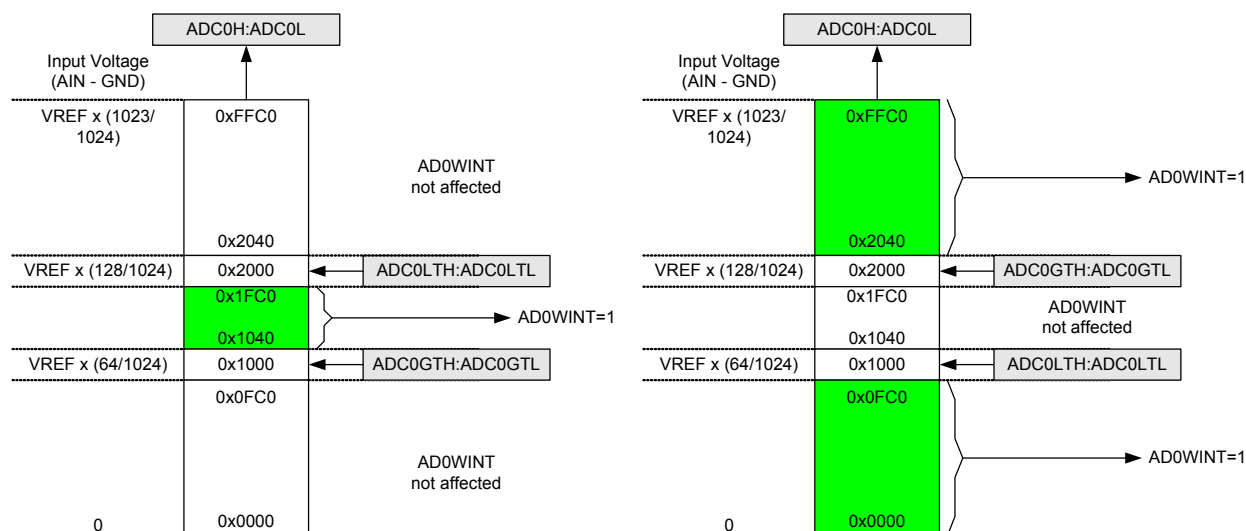 ADC0H:ADC0L
Input Voltage
(AIN - GND)
VREF x (1023/
1024)
0xFFC0
AD0WINT
not affected
0x2040
VREF x (128/1024)
0x2000
ADC0LTH:ADC0LTL
0x1FC0
AD0WINT=1
0x1040
VREF x (64/1024)
0x1000
ADC0GTH:ADC0GTL
0x0FC0
AD0WINT
not affected
0
0x0000
ADC0H:ADC0L
Input Voltage
(AIN - GND)
VREF x (1023/
1024)
0xFFC0
AD0WINT=1
0x2040
VREF x (128/1024)
0x2000
ADC0GTH:ADC0GTL
0x1FC0
AD0WINT
not affected
0x1040
VREF x (64/1024)
0x1000
ADC0LTH:ADC0LTL
0x0FC0
AD0WINT=1
0
0x0000